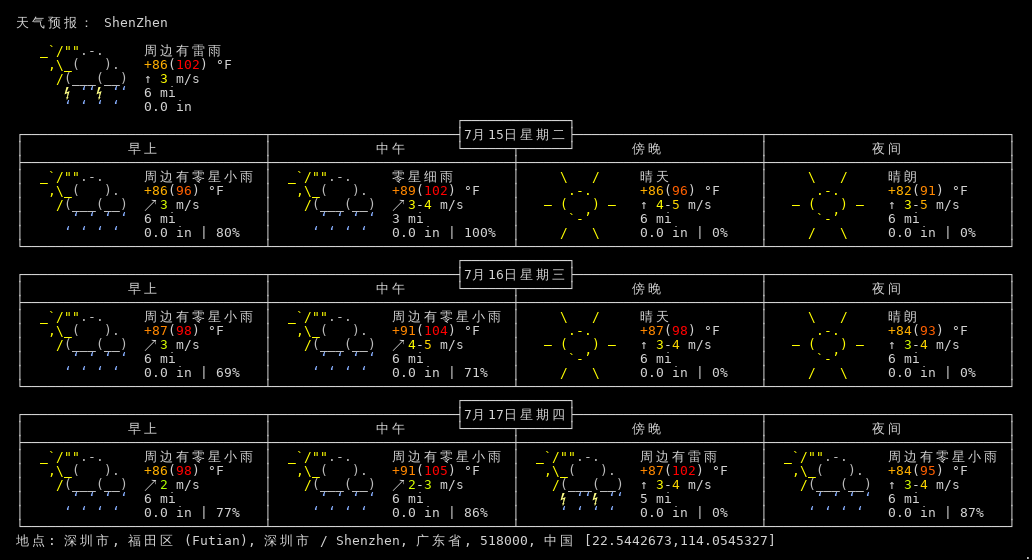 天气预报： ShenZhen
周边有雷雨
+86(102) °F
↑ 3 m/s
6 mi
0.0 in
7月15日星期二
早上 中午 傍晚 夜间
周边有零星小雨 零星细雨 晴天 晴朗
+86(96) °F +89(102) °F +86(96) °F +82(91) °F
↗ 3 m/s ↗ 3-4 m/s ↑ 4-5 m/s ↑ 3-5 m/s
6 mi 3 mi 6 mi 6 mi
0.0 in | 80% 0.0 in | 100% 0.0 in | 0% 0.0 in | 0%
7月16日星期三
早上 中午 傍晚 夜间
周边有零星小雨 周边有零星小雨 晴天 晴朗
+87(98) °F +91(104) °F +87(98) °F +84(93) °F
↗ 3 m/s ↗ 4-5 m/s ↑ 3-4 m/s ↑ 3-4 m/s
6 mi 6 mi 6 mi 6 mi
0.0 in | 69% 0.0 in | 71% 0.0 in | 0% 0.0 in | 0%
7月17日星期四
早上 中午 傍晚 夜间
周边有零星小雨 周边有零星小雨 周边有雷雨 周边有零星小雨
+86(98) °F +91(105) °F +87(102) °F +84(95) °F
↗ 2 m/s ↗ 2-3 m/s ↑ 3-4 m/s ↑ 3-4 m/s
6 mi 6 mi 5 mi 6 mi
0.0 in | 77% 0.0 in | 86% 0.0 in | 0% 0.0 in | 87%
地点: 深圳市, 福田区 (Futian), 深圳市 / Shenzhen, 广东省, 518000, 中国 [22.5442673,114.0545327]